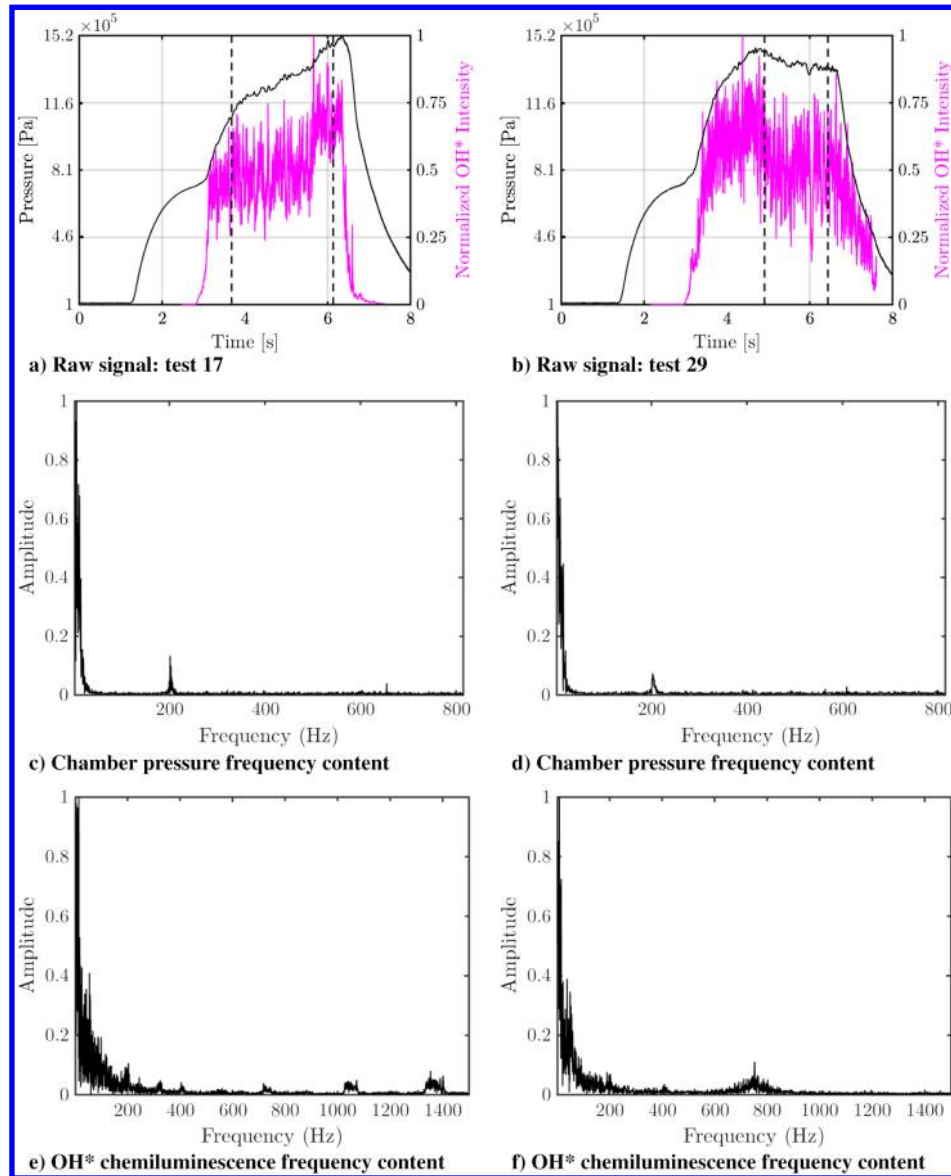 ×10⁵
15.2
11.6
8.1
4.6
1
Pressure [Pa]
1
0.75
0.5
0.25
0
Normalized OH* Intensity
0 2 4 6 8
Time [s]
a) Raw signal: test 17
×10⁵
15.2
11.6
8.1
4.6
1
Pressure [Pa]
1
0.75
0.5
0.25
0
Normalized OH* Intensity
0 2 4 6 8
Time [s]
b) Raw signal: test 29
1
0.8
0.6
0.4
0.2
0
Amplitude
200 400 600 800
Frequency (Hz)
c) Chamber pressure frequency content
1
0.8
0.6
0.4
0.2
0
Amplitude
200 400 600 800
Frequency (Hz)
d) Chamber pressure frequency content
1
0.8
0.6
0.4
0.2
0
Amplitude
200 400 600 800 1000 1200 1400
Frequency (Hz)
e) OH* chemiluminescence frequency content
1
0.8
0.6
0.4
0.2
0
Amplitude
200 400 600 800 1000 1200 1400
Frequency (Hz)
f) OH* chemiluminescence frequency content